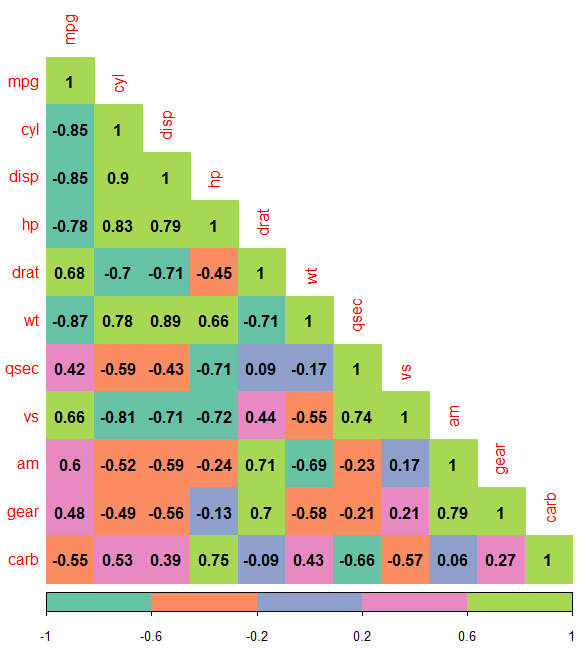 mpg
mpg 1 cyl
cyl -0.85 1 disp
disp -0.85 0.9 1 hp
hp -0.78 0.83 0.79 1 drat
drat 0.68 -0.7 -0.71 -0.45 1 wt
wt -0.87 0.78 0.89 0.66 -0.71 1 qsec
qsec 0.42 -0.59 -0.43 -0.71 0.09 -0.17 1 vs
vs 0.66 -0.81 -0.71 -0.72 0.44 -0.55 0.74 1 am
am 0.6 -0.52 -0.59 -0.24 0.71 -0.69 -0.23 0.17 1 gear
gear 0.48 -0.49 -0.56 -0.13 0.7 -0.58 -0.21 0.21 0.79 1 carb
carb -0.55 0.53 0.39 0.75 -0.09 0.43 -0.66 -0.57 0.06 0.27 1
-1 -0.6 -0.2 0.2 0.6 1